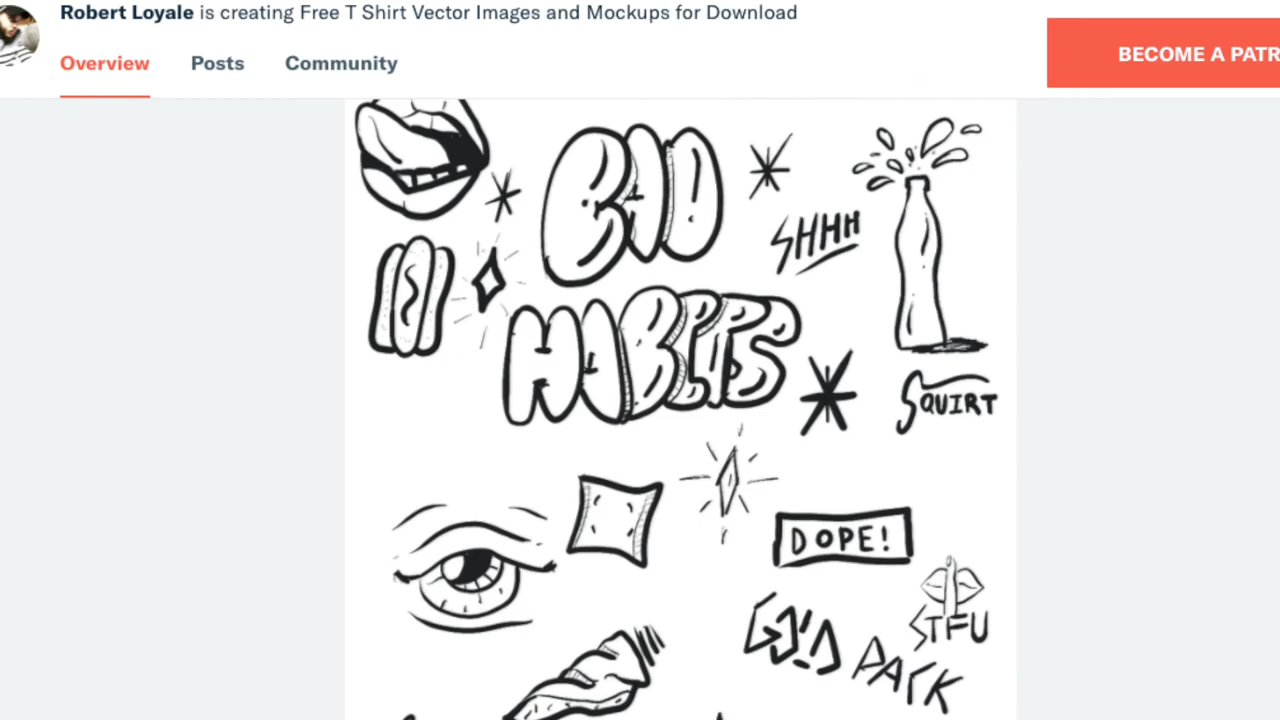 Robert Loyale is creating Free T Shirt Vector Images and Mockups for Download
Overview Posts Community
BECOME A PATR
BAD
HABITS
SHHH
SQUIRT
DOPE!
STFU
PACK